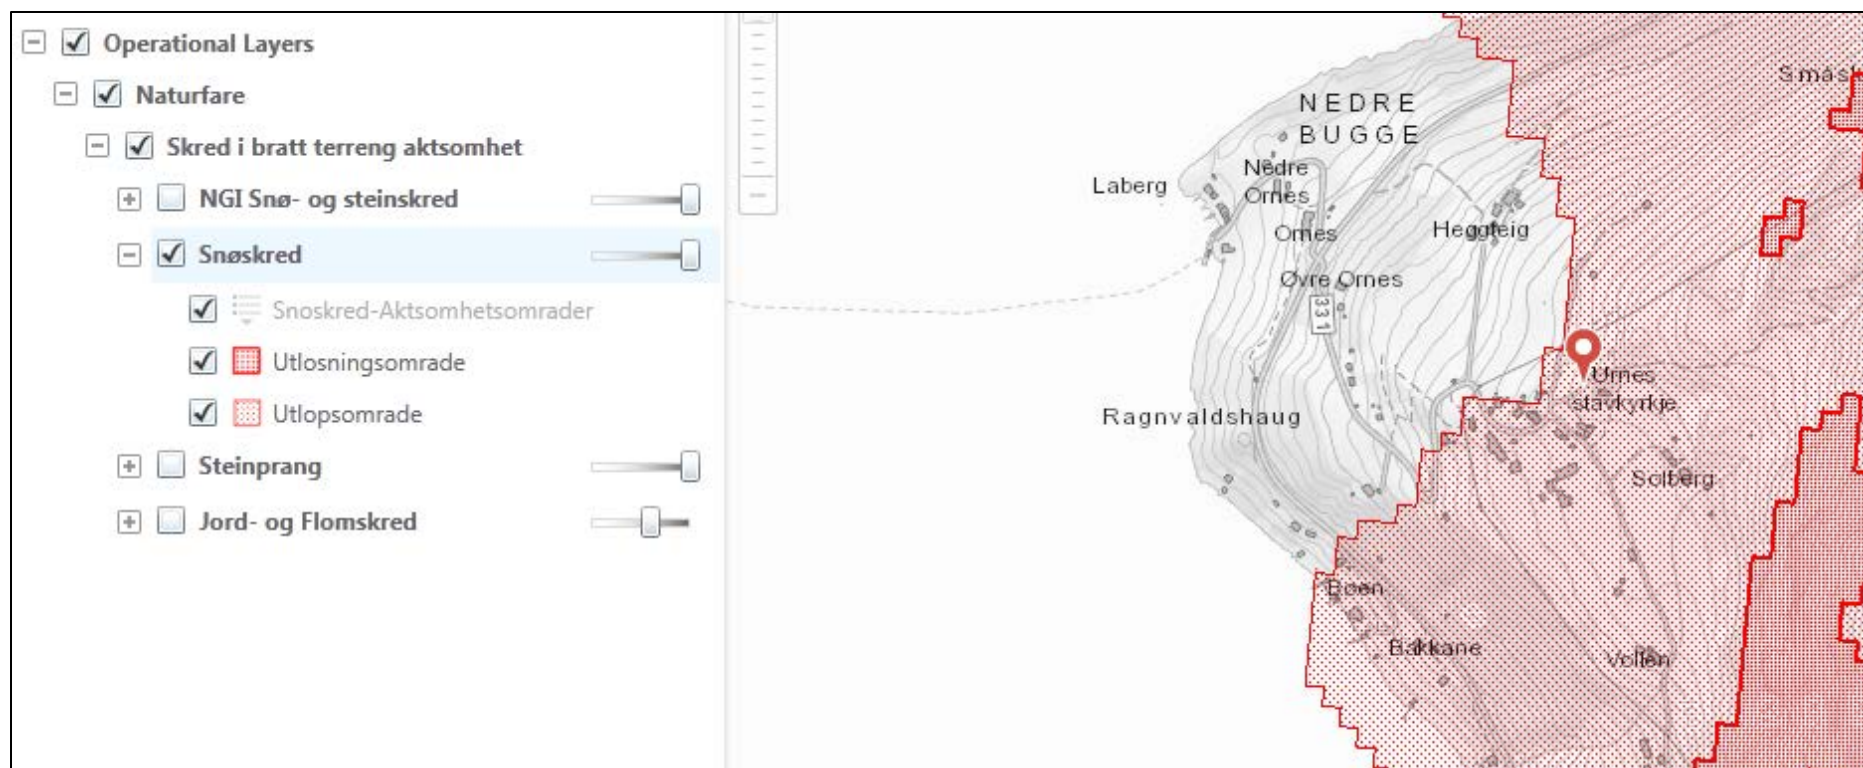 Operational Layers
Naturfare
Skred i bratt terreng aktsomhet
NGI Snø- og steinskred
Snøskred
Snoskred-Aktsomhetsomrader
Utlosningsomrade
Utlopsomrade
Steinprang
Jord- og Flomskred
NEDRE
BUGGE
Laberg
Nedre
Ornes
Ornes
Heggteig
Øvre Ornes
331
Urnes
stavkyrkje
Ragnvaldshaug
Solberg
Bøen
Bakkane
Vollen